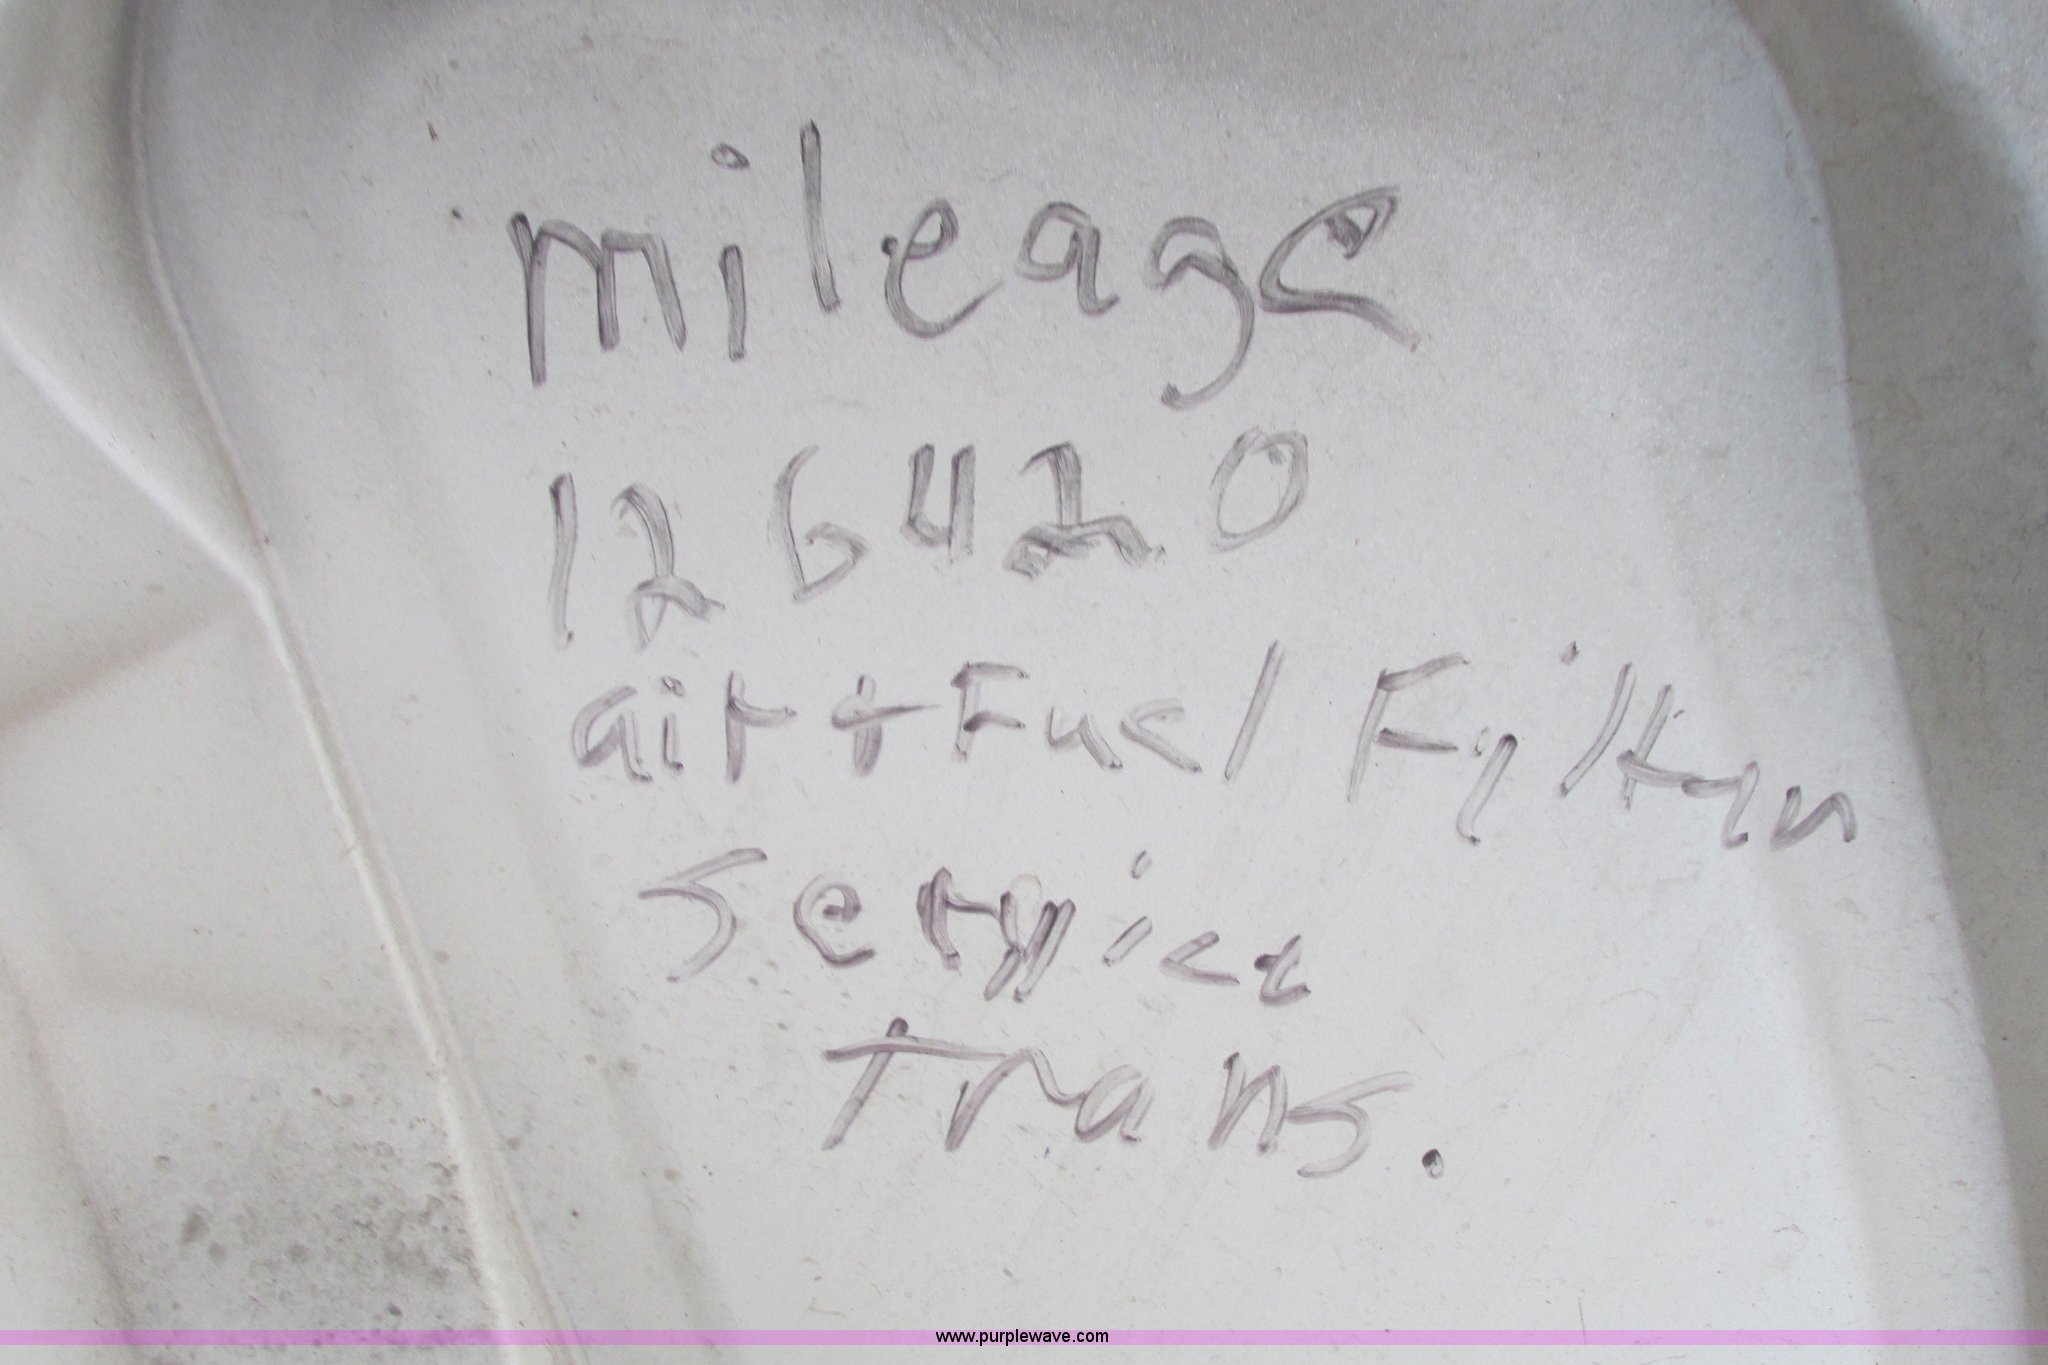 mileage
126420
air + Fuel Filter
Service
Trans.
www.purplewave.com